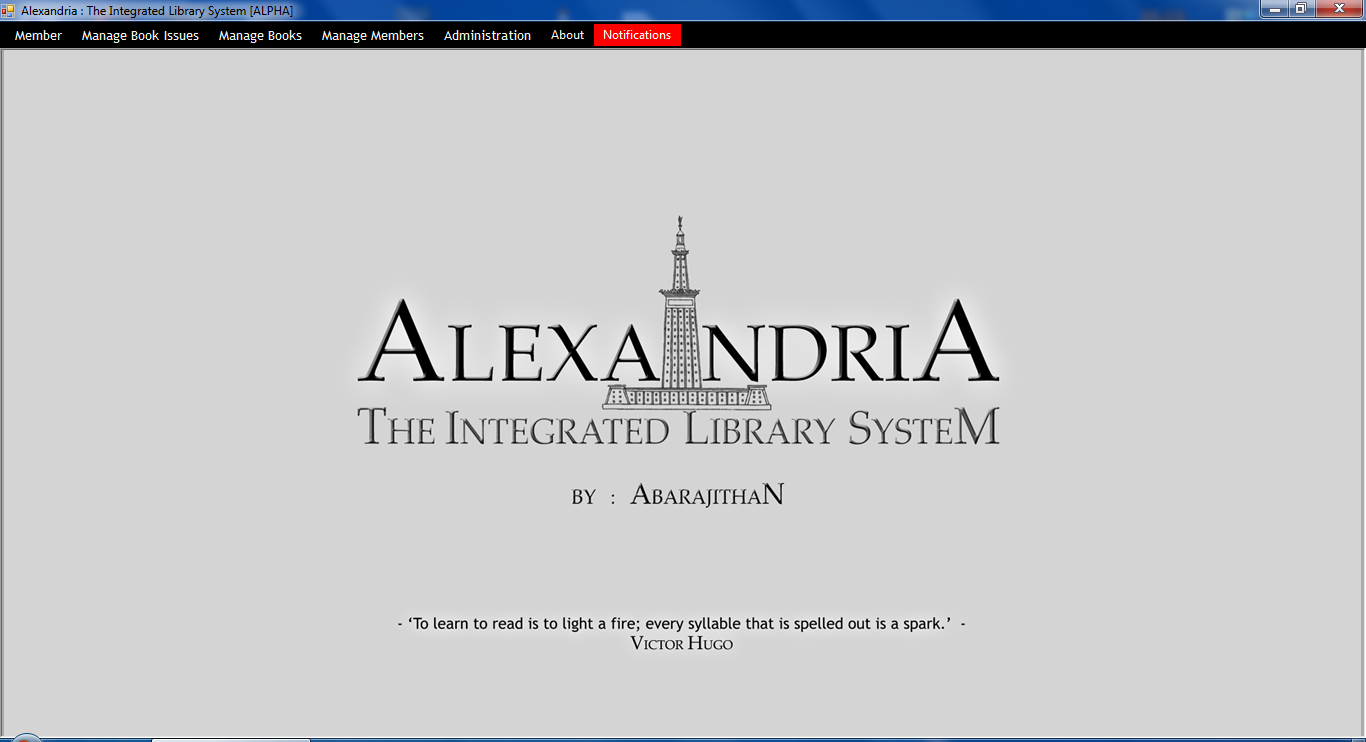 Alexandria : The Integrated Library System [ALPHA]
Member Manage Book Issues Manage Books Manage Members Administration About Notifications
ALEXANDRIA
THE INTEGRATED LIBRARY SYSTEM
BY : ABARAJITHAN
- ‘To learn to read is to light a fire; every syllable that is spelled out is a spark.’ -
VICTOR HUGO